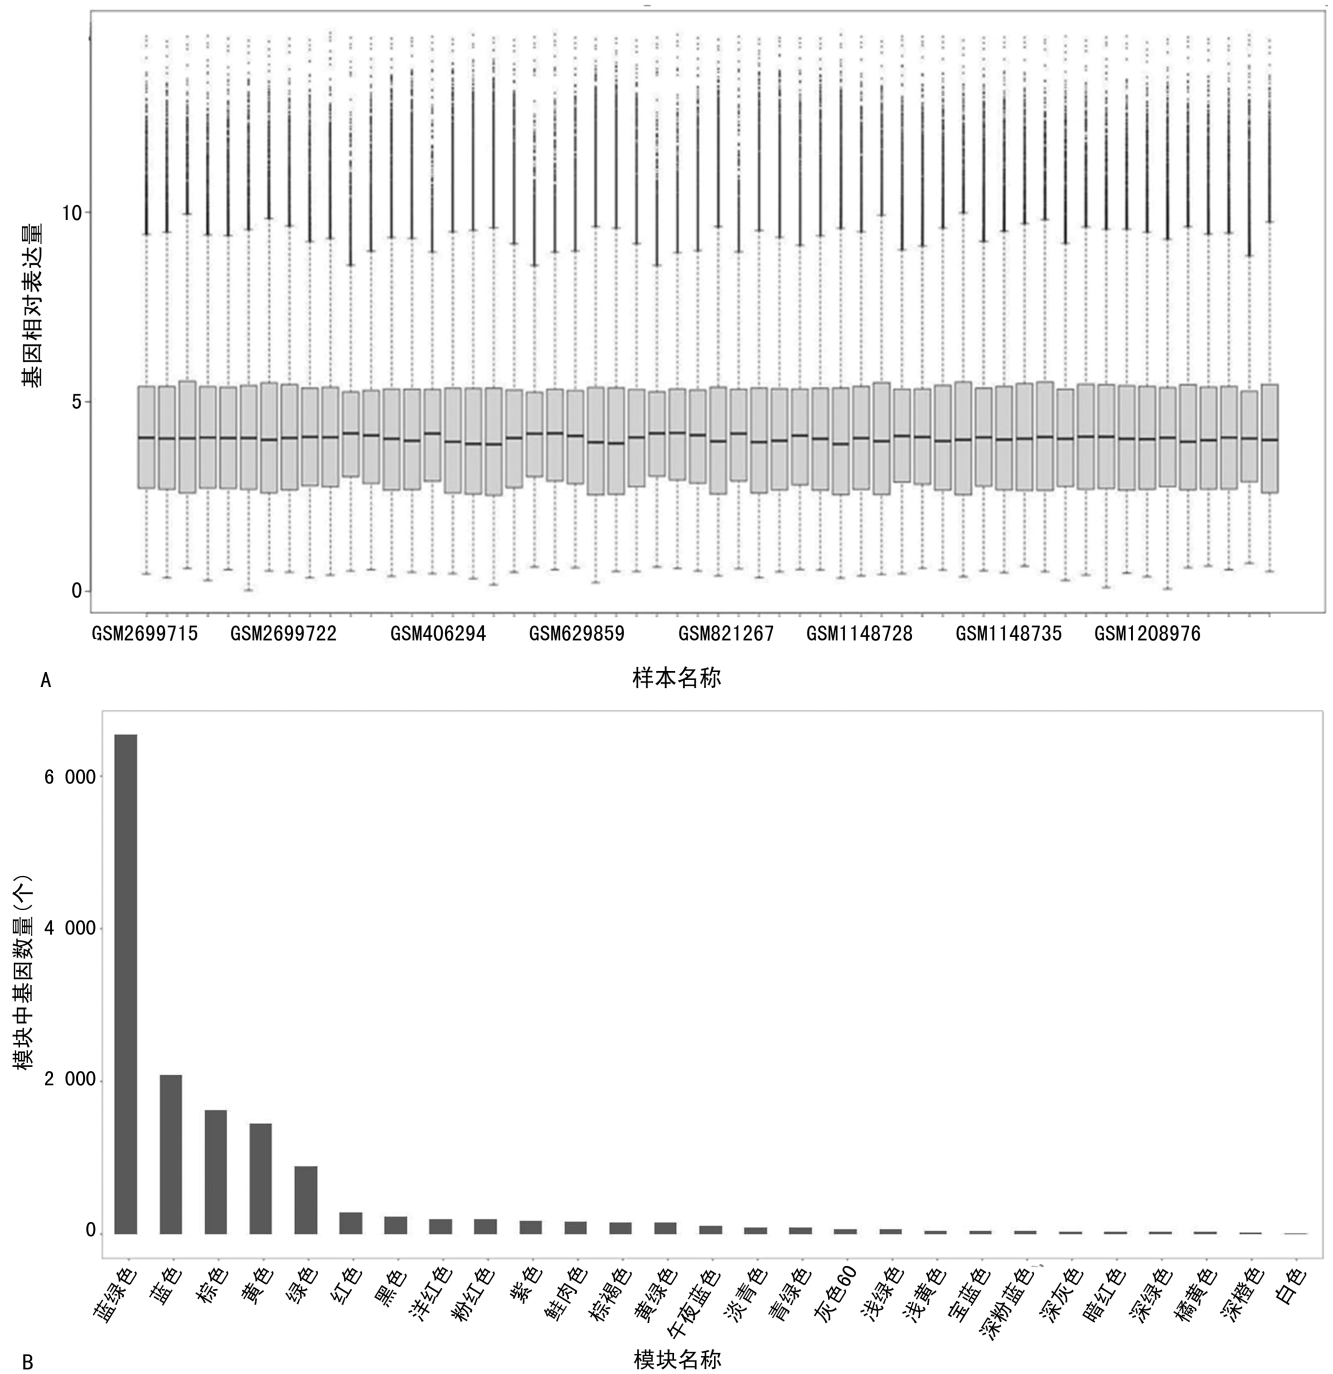 基因相对表达量
10
5
0
GSM2699715 GSM2699722 GSM406294 GSM629859 GSM821267 GSM1148728 GSM1148735 GSM1208976
样本名称
A
模块中基因数量(个)
6 000
4 000
2 000
0
蓝绿色 蓝色 棕色 黄色 绿色 红色 黑色 洋红色 粉红色 紫色 鲑肉色 棕褐色 黄绿色 午夜蓝色 淡青色 青绿色 灰色60 浅绿色 浅黄色 宝蓝色 深粉蓝色 深灰色 暗红色 深绿色 橘黄色 深橙色 白色
模块名称
B